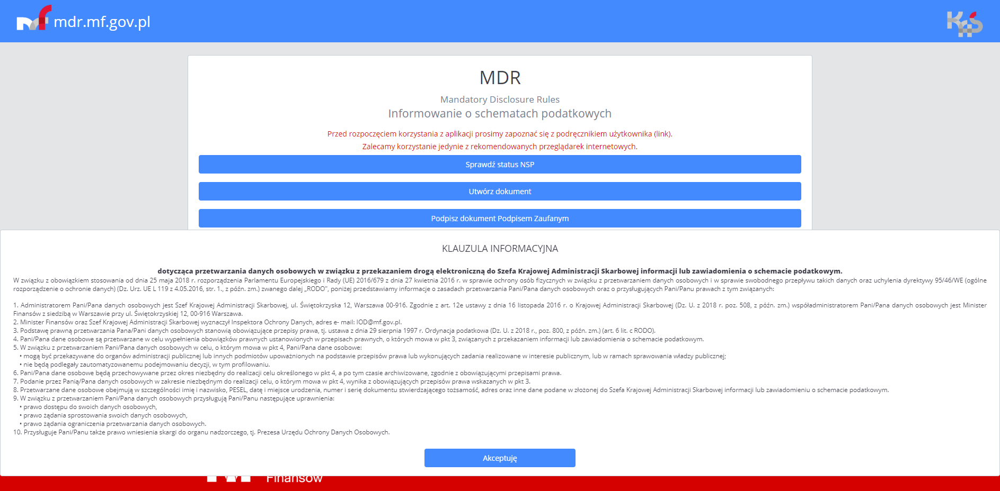 mf mdr.mf.gov.pl
KAS
MDR
Mandatory Disclosure Rules
Informowanie o schematach podatkowych
Przed rozpoczęciem korzystania z aplikacji prosimy zapoznać się z podręcznikiem użytkownika (link).
Zalecamy korzystanie jedynie z rekomendowanych przeglądarek internetowych.
Sprawdź status NSP
Utwórz dokument
Podpisz dokument Podpisem Zaufanym
KLAUZULA INFORMACYJNA
dotycząca przetwarzania danych osobowych w związku z przekazaniem drogą elektroniczną do Szefa Krajowej Administracji Skarbowej informacji lub zawiadomienia o schemacie podatkowym.
W związku z obowiązkiem stosowania od dnia 25 maja 2018 r. rozporządzenia Parlamentu Europejskiego i Rady (UE) 2016/679 z dnia 27 kwietnia 2016 r. w sprawie ochrony osób fizycznych w związku z przetwarzaniem danych osobowych i w sprawie swobodnego przepływu takich danych oraz uchylenia dyrektywy 95/46/WE (ogólne
rozporządzenie o ochronie danych) (Dz. Urz. UE L 119 z 4.05.2016, str. 1., z późn. zm.) zwanego dalej „RODO", poniżej przedstawiamy informacje o zasadach przetwarzania Pani/Pana danych osobowych oraz o przysługujących Pani/Panu prawach z tym związanych:
1. Administratorem Pani/Pana danych osobowych jest Szef Krajowej Administracji Skarbowej, ul. Świętokrzyska 12, Warszawa 00-916. Zgodnie z art. 12e ustawy z dnia 16 listopada 2016 r. o Krajowej Administracji Skarbowej (Dz. U. z 2018 r. poz. 508, z późn. zm.) współadministratorem Pani/Pana danych osobowych jest Minister
Finansów z siedzibą w Warszawie przy ul. Świętokrzyskiej 12, 00-916 Warszawa.
2. Minister Finansów oraz Szef Krajowej Administracji Skarbowej wyznaczył Inspektora Ochrony Danych, adres e- mail: IOD@mf.gov.pl.
3. Podstawę prawną przetwarzania Pana/Pani danych osobowych stanowią obowiązujące przepisy prawa, tj. ustawa z dnia 29 sierpnia 1997 r. Ordynacja podatkowa (Dz. U. z 2018 r., poz. 800, z późn. zm.) (art. 6 lit. c RODO).
4. Pani/Pana dane osobowe są przetwarzane w celu wypełnienia obowiązków prawnych ustanowionych w przepisach prawnych, o których mowa w pkt 3, związanych z przekazaniem informacji lub zawiadomienia o schemacie podatkowym.
5. W związku z przetwarzaniem Pani/Pana danych osobowych w celu, o którym mowa w pkt 4, Pani/Pana dane osobowe:
• mogą być przekazywane do organów administracji publicznej lub innych podmiotów upoważnionych na podstawie przepisów prawa lub wykonujących zadania realizowane w interesie publicznym, lub w ramach sprawowania władzy publicznej;
• nie będą podlegały zautomatyzowanemu podejmowaniu decyzji, w tym profilowaniu.
6. Pani/Pana dane osobowe będą przechowywane przez okres niezbędny do realizacji celu określonego w pkt 4, a po tym czasie archiwizowane, zgodnie z obowiązującymi przepisami prawa.
7. Podanie przez Panią/Pana danych osobowych w zakresie niezbędnym do realizacji celu, o którym mowa w pkt 4, wynika z obowiązujących przepisów prawa wskazanych w pkt 3.
8. Przetwarzane dane osobowe obejmują w szczególności imię i nazwisko, PESEL, datę i miejsce urodzenia, numer i serię dokumentu stwierdzającego tożsamość, adres oraz inne dane podane w złożonej do Szefa Krajowej Administracji Skarbowej informacji lub zawiadomieniu o schemacie podatkowym.
9. W związku z przetwarzaniem Pani/Pana danych osobowych przysługują Pani/Panu następujące uprawnienia:
• prawo dostępu do swoich danych osobowych,
• prawo żądania sprostowania swoich danych osobowych,
• prawo żądania ograniczenia przetwarzania danych osobowych.
10. Przysługuje Pani/Panu także prawo wniesienia skargi do organu nadzorczego, tj. Prezesa Urzędu Ochrony Danych Osobowych.
Akceptuję
Finansów